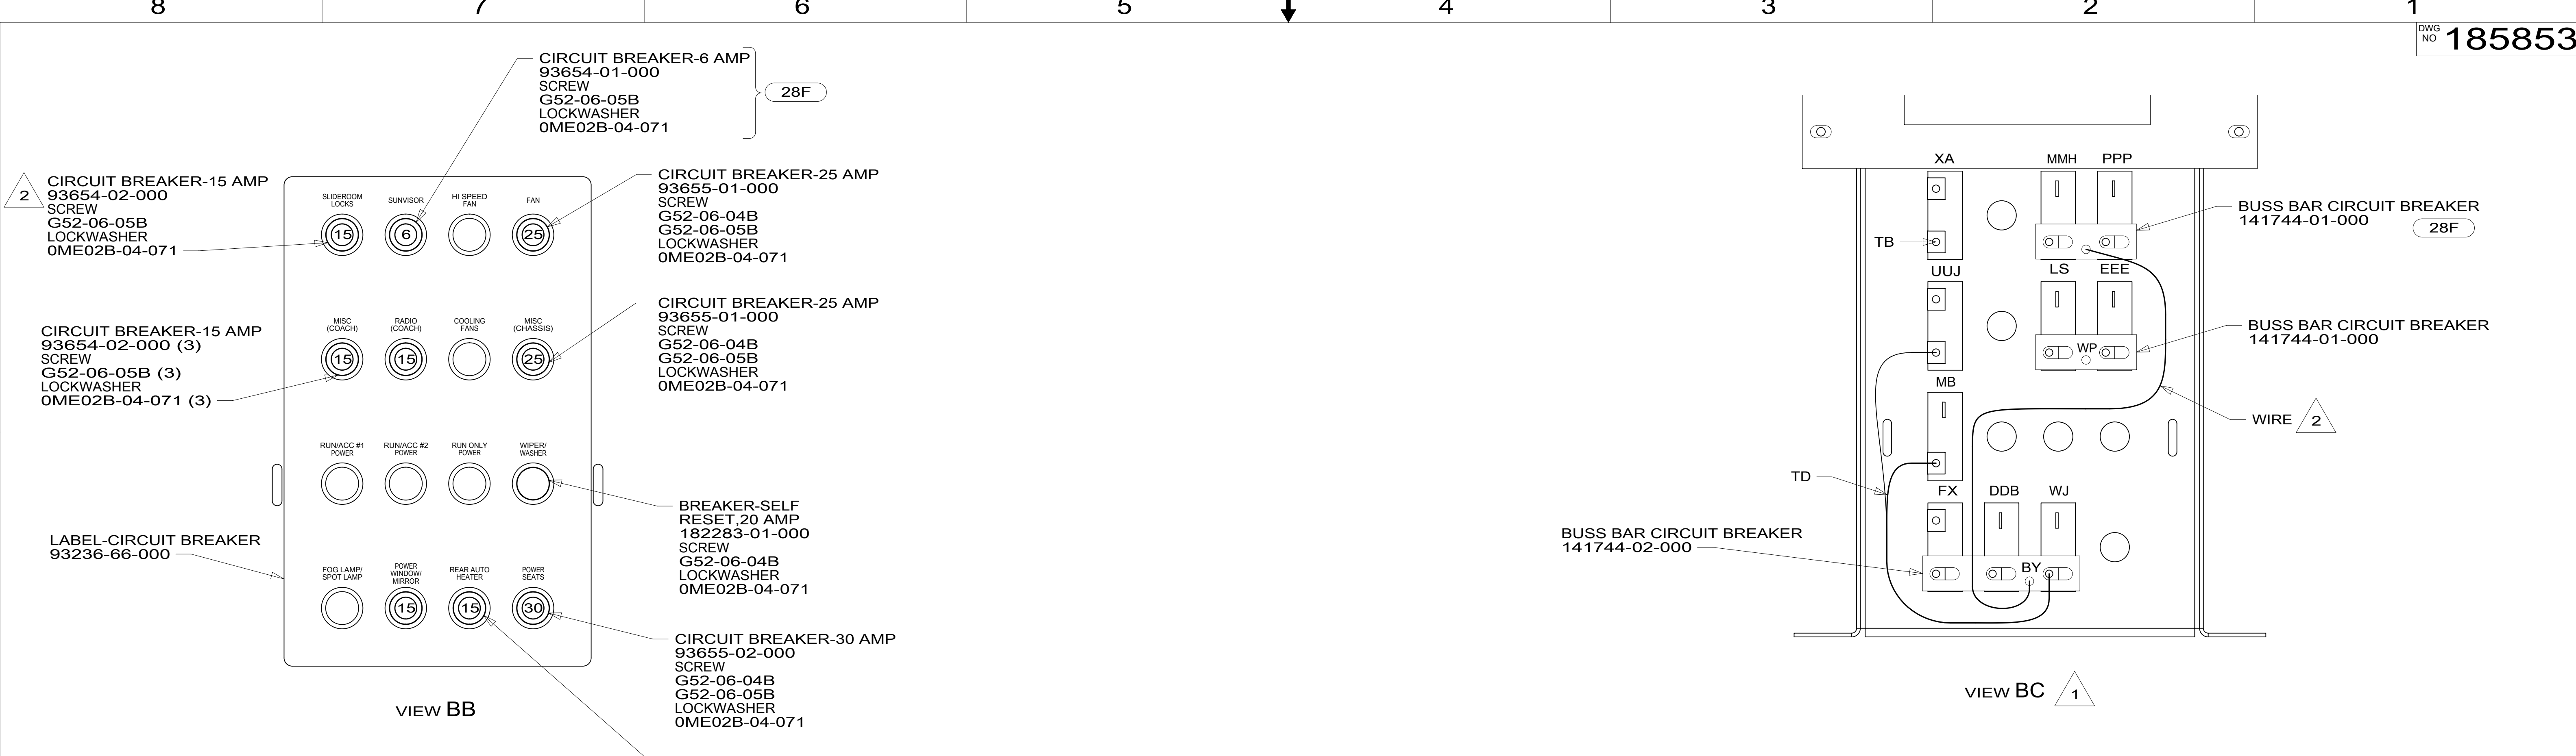 8 7 6 5 4 3 2 1
DWG
NO 185853
CIRCUIT BREAKER-6 AMP
93654-01-000
SCREW
G52-06-05B
LOCKWASHER
0ME02B-04-071
28F
2
CIRCUIT BREAKER-15 AMP
93654-02-000
SCREW
G52-06-05B
LOCKWASHER
0ME02B-04-071
CIRCUIT BREAKER-15 AMP
93654-02-000 (3)
SCREW
G52-06-05B (3)
LOCKWASHER
0ME02B-04-071 (3)
LABEL-CIRCUIT BREAKER
93236-66-000
SLIDEROOM
LOCKS
SUNVISOR
HI SPEED
FAN
FAN
15 6 25
MISC
(COACH)
RADIO
(COACH)
COOLING
FANS
MISC
(CHASSIS)
15 15 25
RUN/ACC #1
POWER
RUN/ACC #2
POWER
RUN ONLY
POWER
WIPER/
WASHER
FOG LAMP/
SPOT LAMP
POWER
WINDOW/
MIRROR
REAR AUTO
HEATER
POWER
SEATS
15 15 30
VIEW BB
CIRCUIT BREAKER-25 AMP
93655-01-000
SCREW
G52-06-04B
G52-06-05B
LOCKWASHER
0ME02B-04-071
CIRCUIT BREAKER-25 AMP
93655-01-000
SCREW
G52-06-04B
G52-06-05B
LOCKWASHER
0ME02B-04-071
BREAKER-SELF
RESET,20 AMP
182283-01-000
SCREW
G52-06-04B
LOCKWASHER
0ME02B-04-071
CIRCUIT BREAKER-30 AMP
93655-02-000
SCREW
G52-06-04B
G52-06-05B
LOCKWASHER
0ME02B-04-071
XA MMH PPP
TB
UUJ LS EEE
WP
MB
TD
FX DDB WJ
BY
BUSS BAR CIRCUIT BREAKER
141744-01-000
28F
BUSS BAR CIRCUIT BREAKER
141744-01-000
WIRE 2
BUSS BAR CIRCUIT BREAKER
141744-02-000
VIEW BC 1